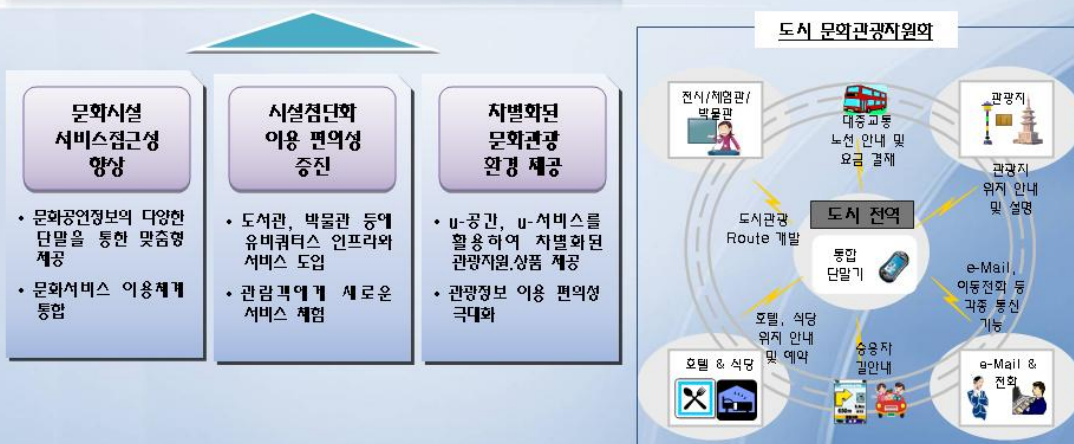 문화시설
서비스접근성
향상
• 문화공연정보의 다양한
단말을 통한 맞춤형
제공
• 문화서비스 이용체계
통합
시설첨단화
이용 편의성
증진
• 도서관, 박물관 등에
유비쿼터스 인프라와
서비스 도입
• 관람객에게 새로운
서비스 체험
차별화된
문화관광
환경 제공
• u-공간, u-서비스를
활용하여 차별화된
관광자원.상품 제공
• 관광정보 이용 편의성
극대화
도시 문화관광자원화
전시/체험관/
박물관
대중교통
노선 안내 및
요금 결재
관광지
관광지
위치 안내
및 설명
도시관광
Route 개발
도시 전역
통합
단말기
e-Mail,
이동전화 등
각종 통신
기능
호텔, 식당
위치 안내
및 예약
승용차
길안내
호텔 & 식당
e-Mail &
전화